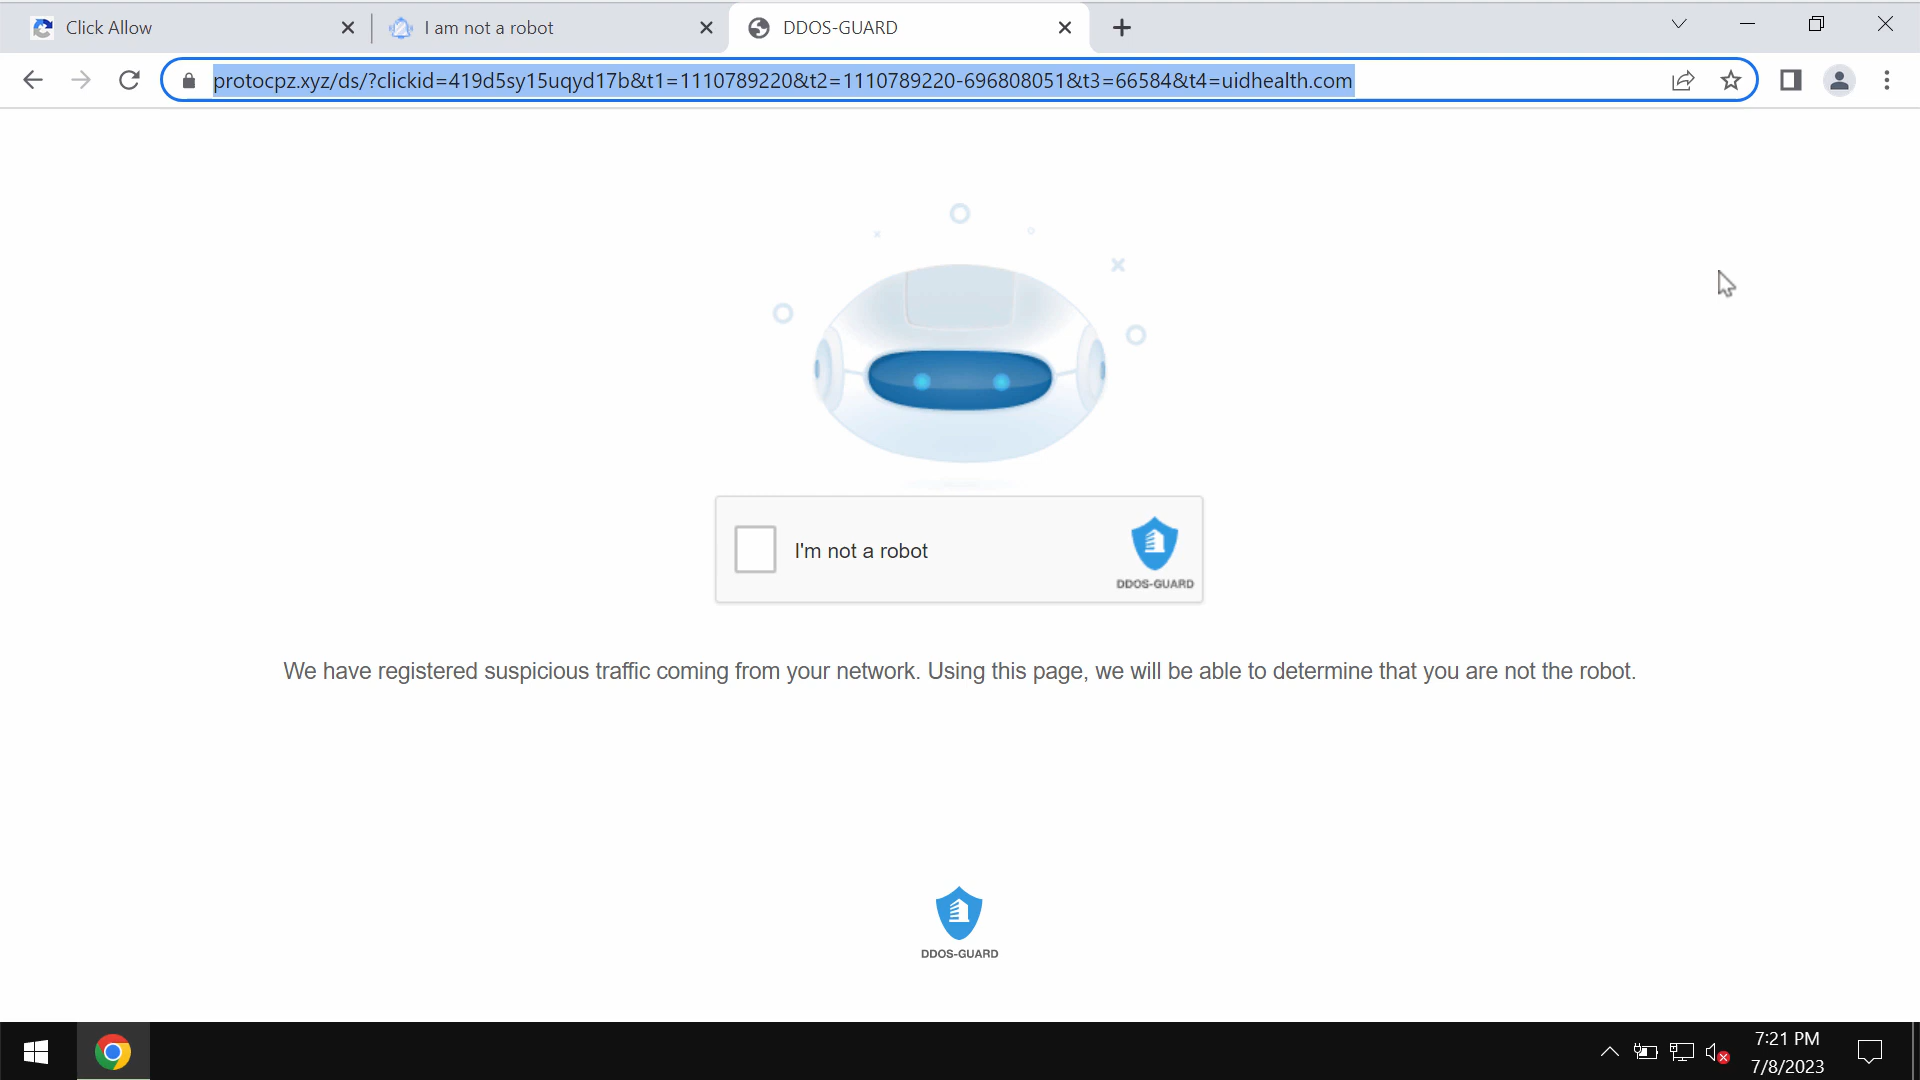 Click Allow
I am not a robot
DDOS-GUARD
protocpz.xyz/ds/?clickid=419d5sy15uqyd17b&t1=1110789220&t2=1110789220-696808051&t3=66584&t4=uidhealth.com
I'm not a robot
DDOS-GUARD
We have registered suspicious traffic coming from your network. Using this page, we will be able to determine that you are not the robot.
DDOS-GUARD
7:21 PM
7/8/2023